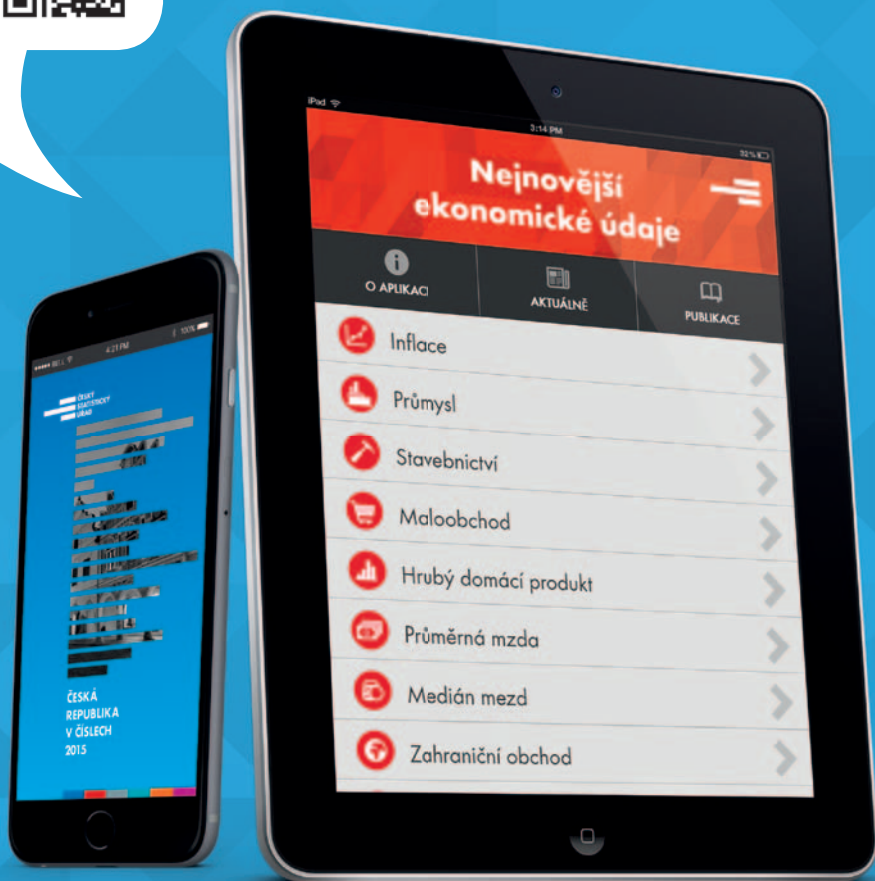 iPad
3:14 PM
92%
Nejnovější
ekonomické údaje
O APLIKACI
AKTUÁLNĚ
PUBLIKACE
Inflace
Průmysl
Stavebnictví
Maloobchod
Hrubý domácí produkt
Průměrná mzda
Medián mezd
Zahraniční obchod
4:21 PM
100%
ČESKÝ
STATISTICKÝ
ÚŘAD
ČESKÁ
REPUBLIKA
V ČÍSLECH
2015